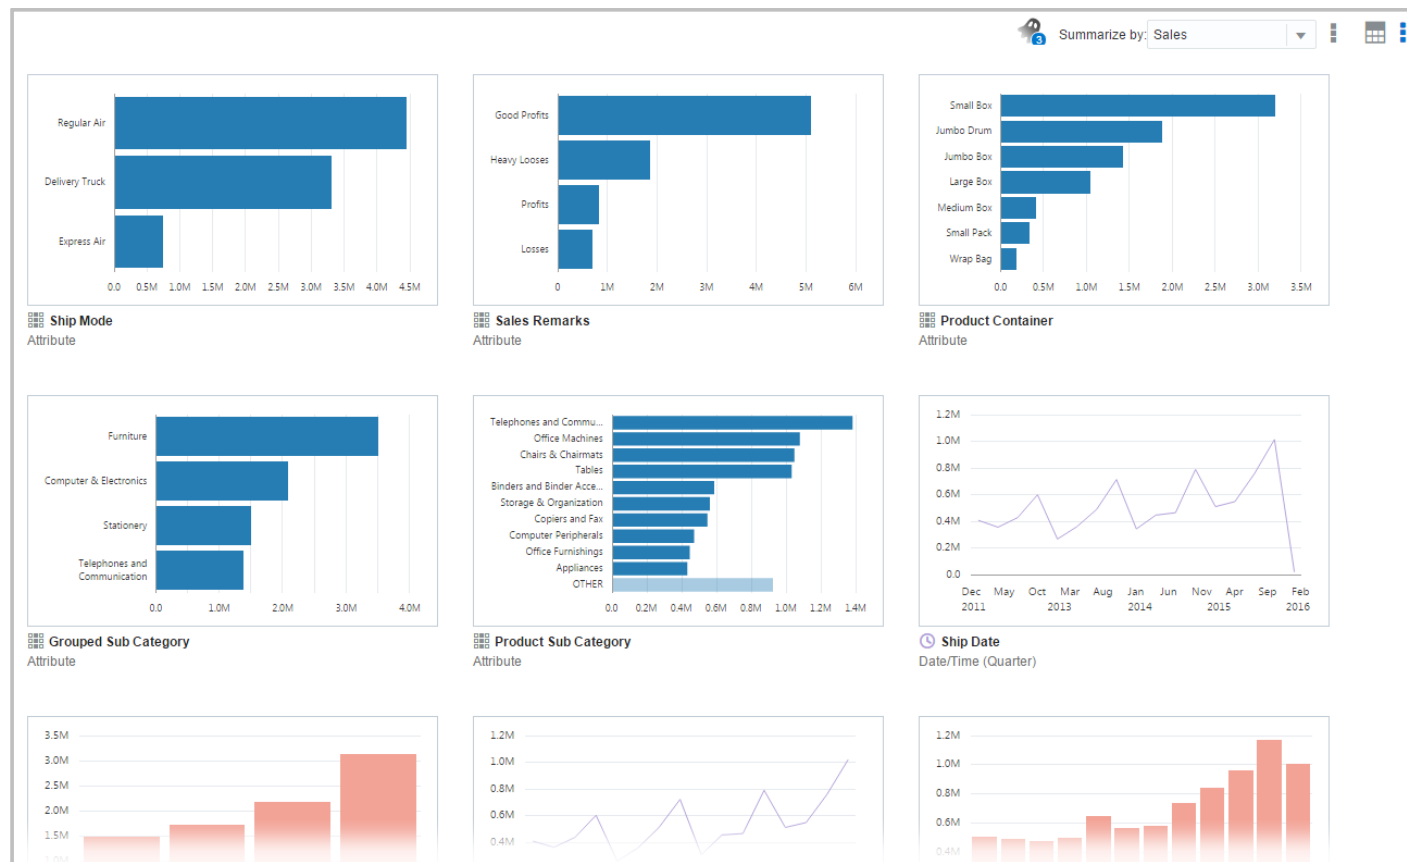 3
Summarize by: Sales
Regular Air
Delivery Truck
Express Air
0.0 0.5M 1.0M 1.5M 2.0M 2.5M 3.0M 3.5M 4.0M 4.5M
Ship Mode
Attribute
Good Profits
Heavy Looses
Profits
Losses
0 1M 2M 3M 4M 5M 6M
Sales Remarks
Attribute
Small Box
Jumbo Drum
Jumbo Box
Large Box
Medium Box
Small Pack
Wrap Bag
0.0 0.5M 1.0M 1.5M 2.0M 2.5M 3.0M 3.5M
Product Container
Attribute
Furniture
Computer & Electronics
Stationery
Telephones and
Communication
0.0 1.0M 2.0M 3.0M 4.0M
Grouped Sub Category
Attribute
Telephones and Commu...
Office Machines
Chairs & Chairmats
Tables
Binders and Binder Acce...
Storage & Organization
Copiers and Fax
Computer Peripherals
Office Furnishings
Appliances
OTHER
0.0 0.2M 0.4M 0.6M 0.8M 1.0M 1.2M 1.4M
Product Sub Category
Attribute
1.2M
1.0M
0.8M
0.6M
0.4M
0.2M
0.0
Dec May Oct Mar Aug Jan Jun Nov Apr Sep Feb
2011 2013 2014 2015 2016
Ship Date
Date/Time (Quarter)
3.5M
3.0M
2.5M
2.0M
1.5M
1.0M
1.2M
1.0M
0.8M
0.6M
0.4M
1.2M
1.0M
0.8M
0.6M
0.4M